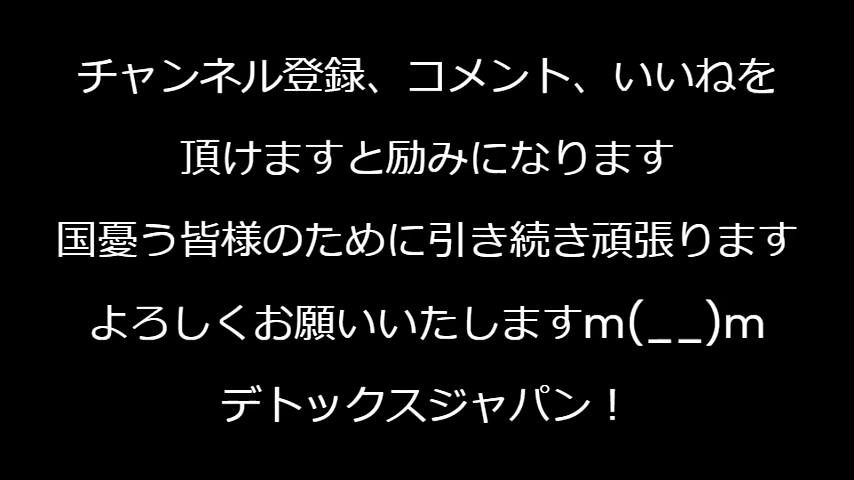 チャンネル登録、コメント、いいねを
頂けますと励みになります
国憂う皆様のために引き続き頑張ります
よろしくお願いいたしますm(__)m
デトックスジャパン！